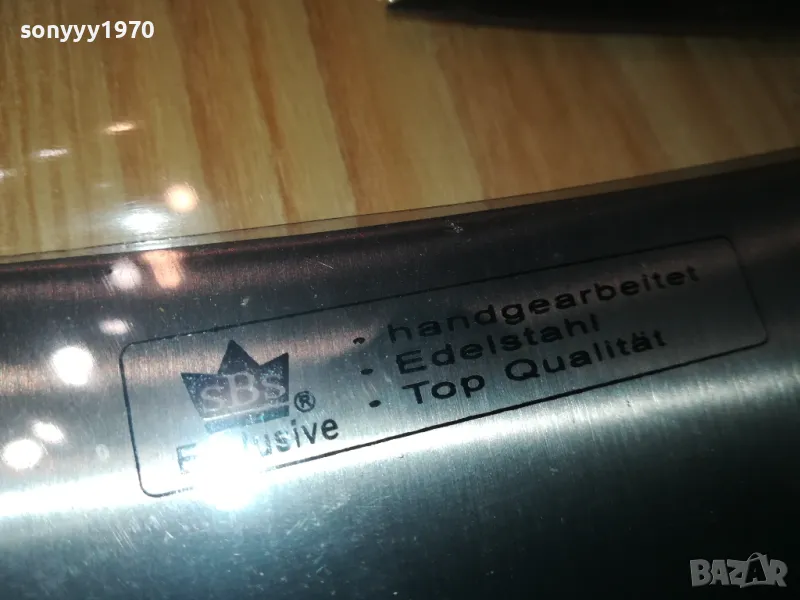 sonyyy1970
• handgearbeitet
• Edelstahl
• Top Qualität
SBS ®
Exclusive
BAZAR